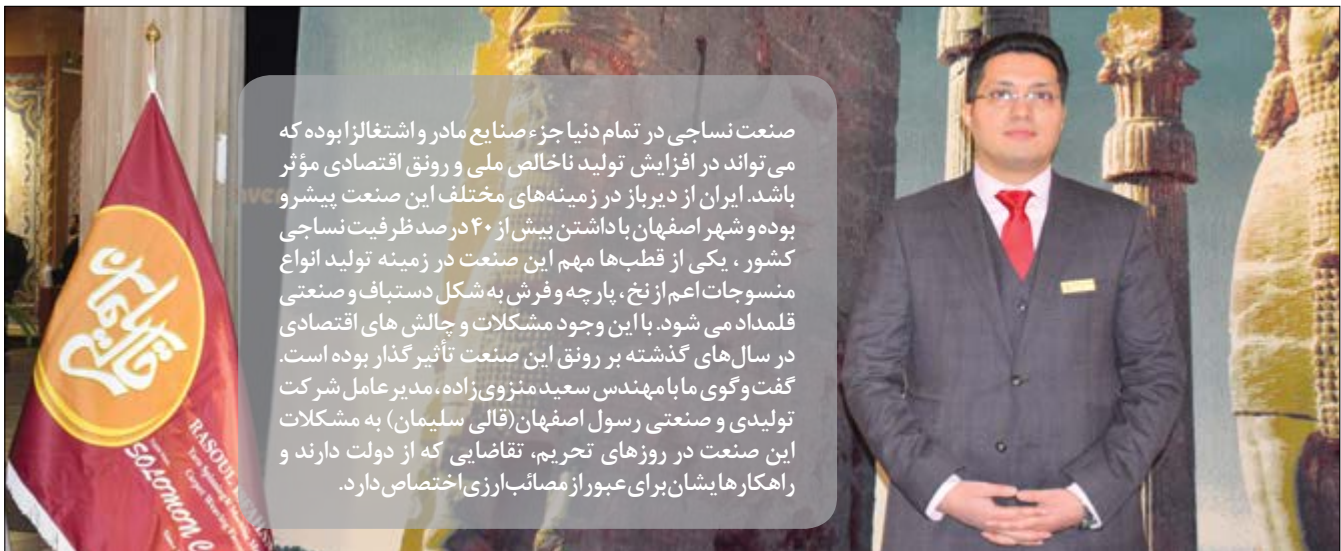 صنعت نساجی در تمام دنیا جزء صنایع مادر و اشتغالزا بوده که
می‌تواند در افزایش تولید ناخالص ملی و رونق اقتصادی مؤثر
باشد. ایران از دیرباز در زمینه‌های مختلف این صنعت پیشرو
بوده و شهر اصفهان با داشتن بیش از ۴۰ درصد ظرفیت نساجی
کشور ، یکی از قطب‌ها مهم این صنعت در زمینه تولید انواع
منسوجات اعم از نخ ، پارچه و فرش به شکل دستباف و صنعتی
قلمداد می شود. با این وجود مشکلات و چالش های اقتصادی
در سال‌های گذشته بر رونق این صنعت تأثیر گذار بوده است.
گفت‌وگوی ما با مهندس سعید منزوی‌زاده، مدیر عامل شرکت
تولیدی و صنعتی رسول اصفهان(قالی سلیمان) به مشکلات
این صنعت در روزهای تحریم، تقاضایی که از دولت دارند و
راهکارهایشان برای عبور از مصائب ارزی اختصاص دارد.
قالی سلیمان
RASOUL
SOLOMON